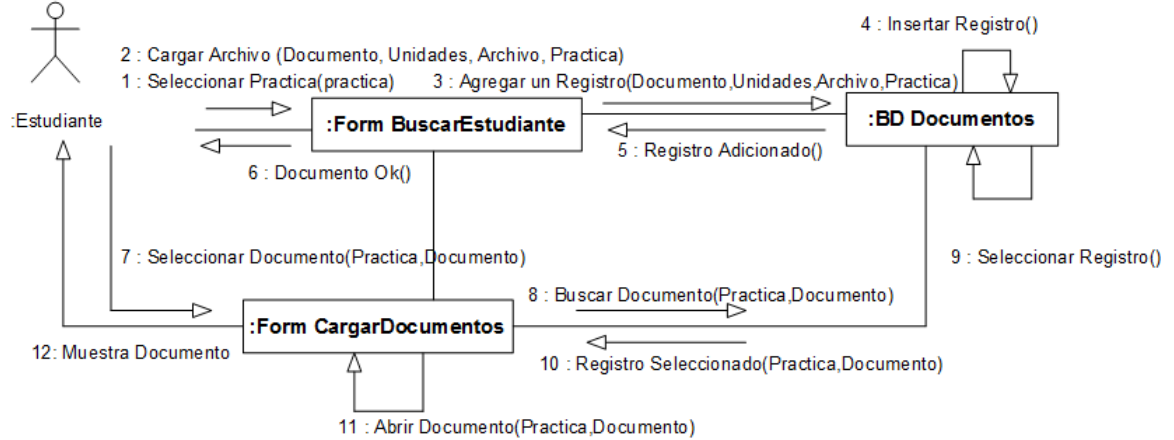 4 : Insertar Registro()
2 : Cargar Archivo (Documento, Unidades, Archivo, Practica)
1 : Seleccionar Practica(practica)
3 : Agregar un Registro(Documento,Unidades,Archivo,Practica)
:Estudiante
:Form BuscarEstudiante
:BD Documentos
5 : Registro Adicionado()
6 : Documento Ok()
7 : Seleccionar Documento(Practica,Documento)
9 : Seleccionar Registro()
8 : Buscar Documento(Practica,Documento)
:Form CargarDocumentos
12: Muestra Documento
10 : Registro Seleccionado(Practica,Documento)
11 : Abrir Documento(Practica,Documento)